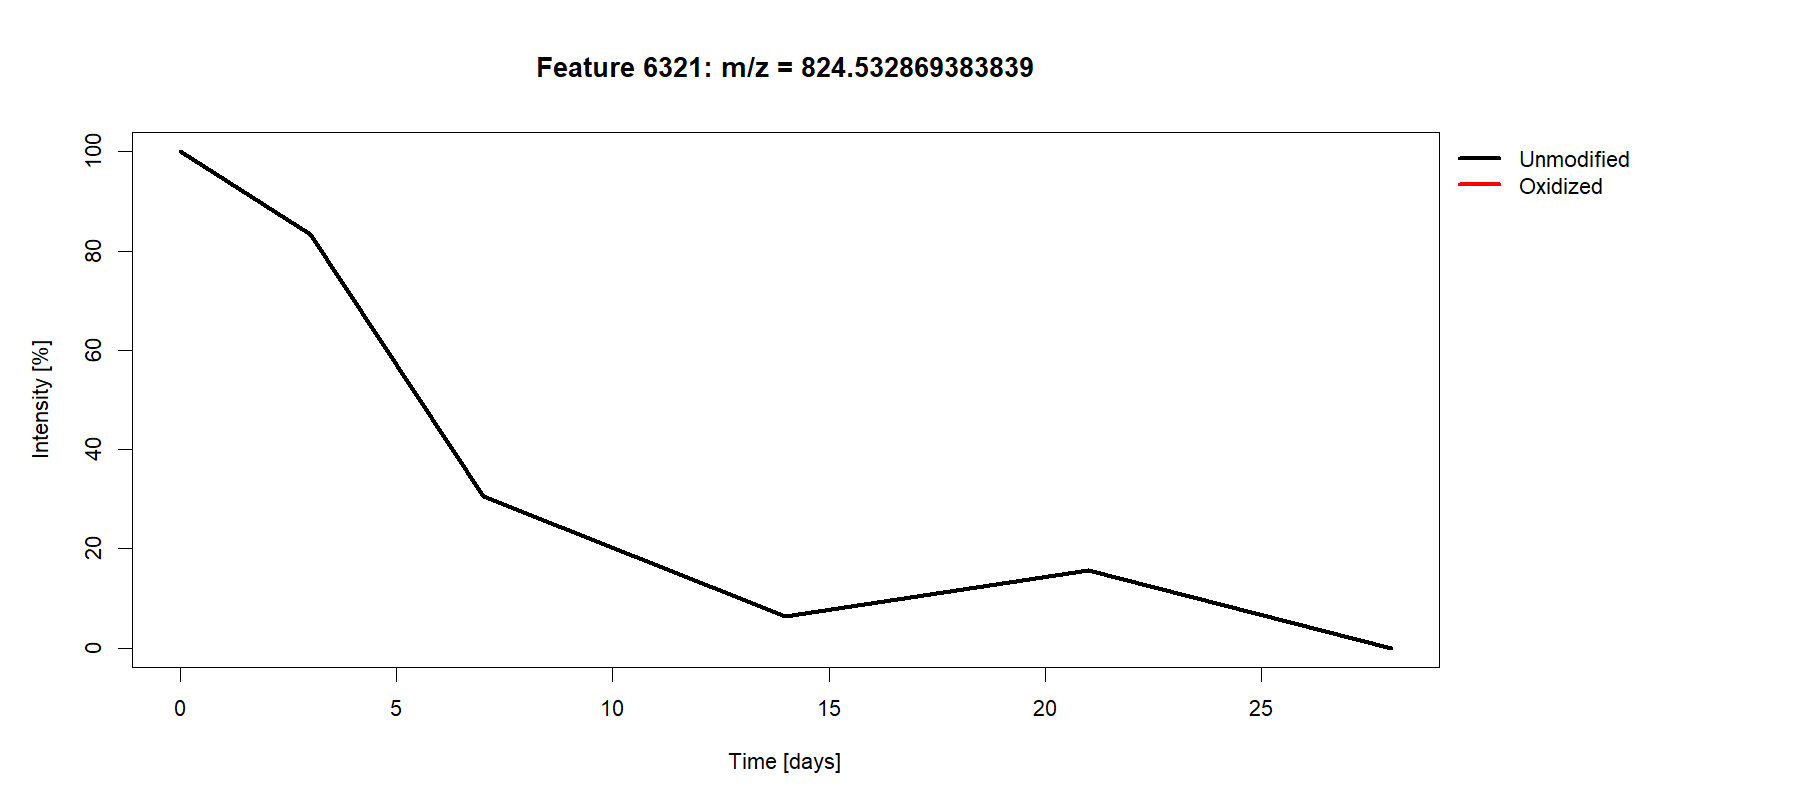 Feature 6321: m/z = 824.532869383839
Unmodified
Oxidized
Intensity [%]
100
80
60
40
20
0
0 5 10 15 20 25
Time [days]